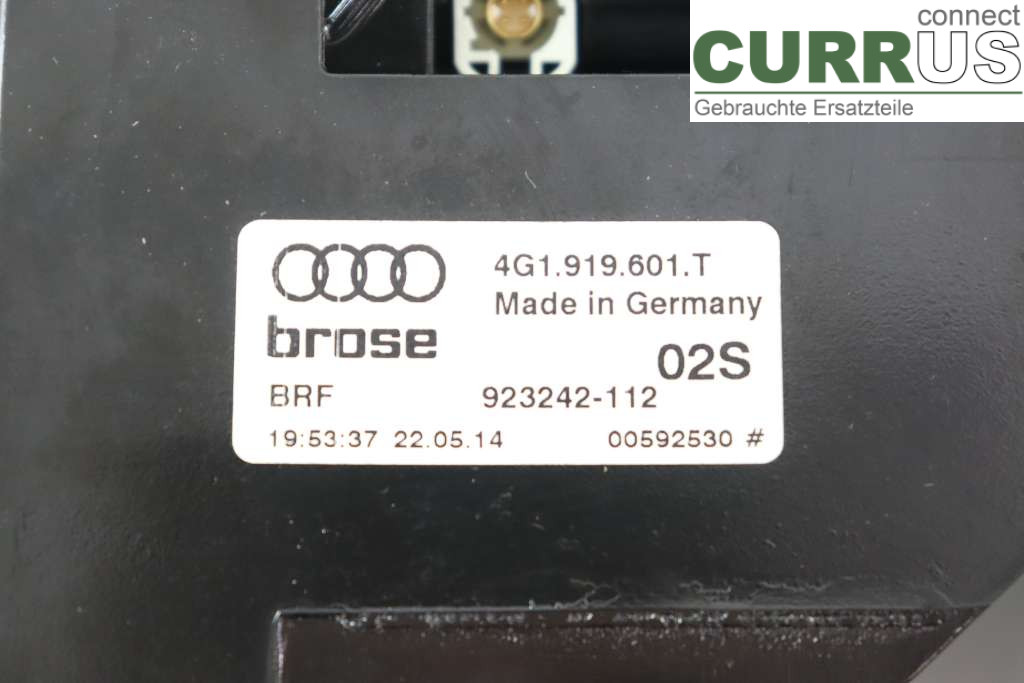 connect
CURRUS
Gebrauchte Ersatzteile
4G1.919.601.T
Made in Germany
brose
02S
BRF 923242-112
19:53:37 22.05.14 00592530 #